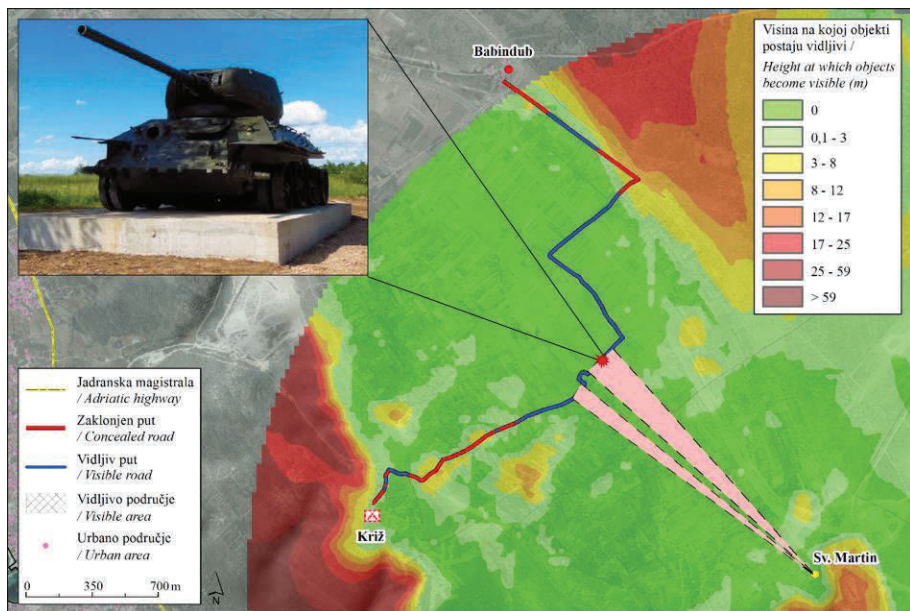 Babindub
Visina na kojoj objekti
postaju vidljivi /
Height at which objects
become visible (m)
0
0,1 - 3
3 - 8
8 - 12
12 - 17
17 - 25
25 - 59
> 59
Jadranska magistrala
/ Adriatic highway
Zaklonjen put
/ Concealed road
Vidljiv put
/ Visible road
Vidljivo područje
/ Visible area
Urbano područje
/ Urban area
0 350 700 m
N
Križ
Sv. Martin